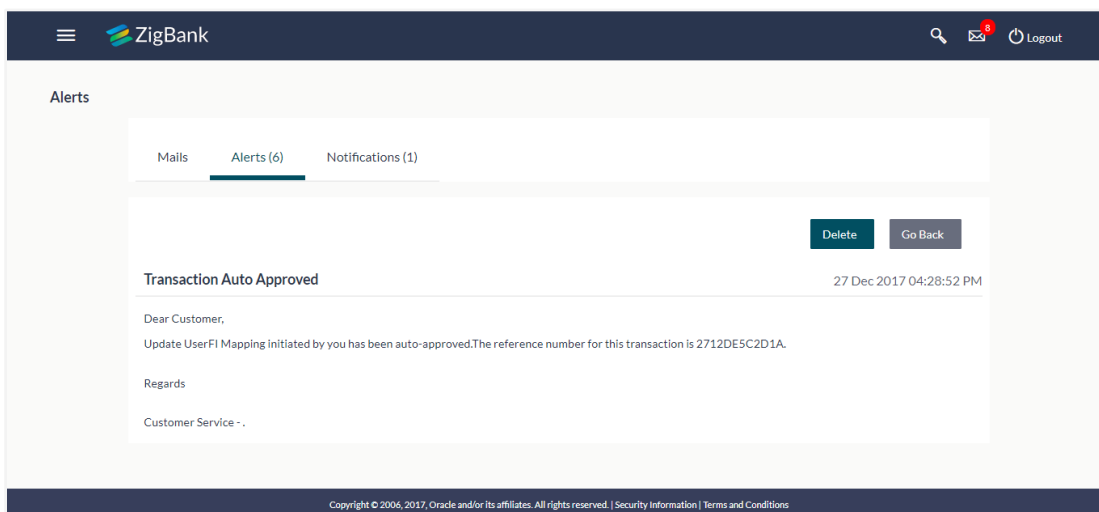 ZigBank
8
Logout
Alerts
Mails
Alerts (6)
Notifications (1)
Delete
Go Back
Transaction Auto Approved
27 Dec 2017 04:28:52 PM
Dear Customer,
Update UserFI Mapping initiated by you has been auto-approved.The reference number for this transaction is 2712DE5C2D1A.
Regards
Customer Service - .
Copyright © 2006, 2017, Oracle and/or its affiliates. All rights reserved. | Security Information | Terms and Conditions